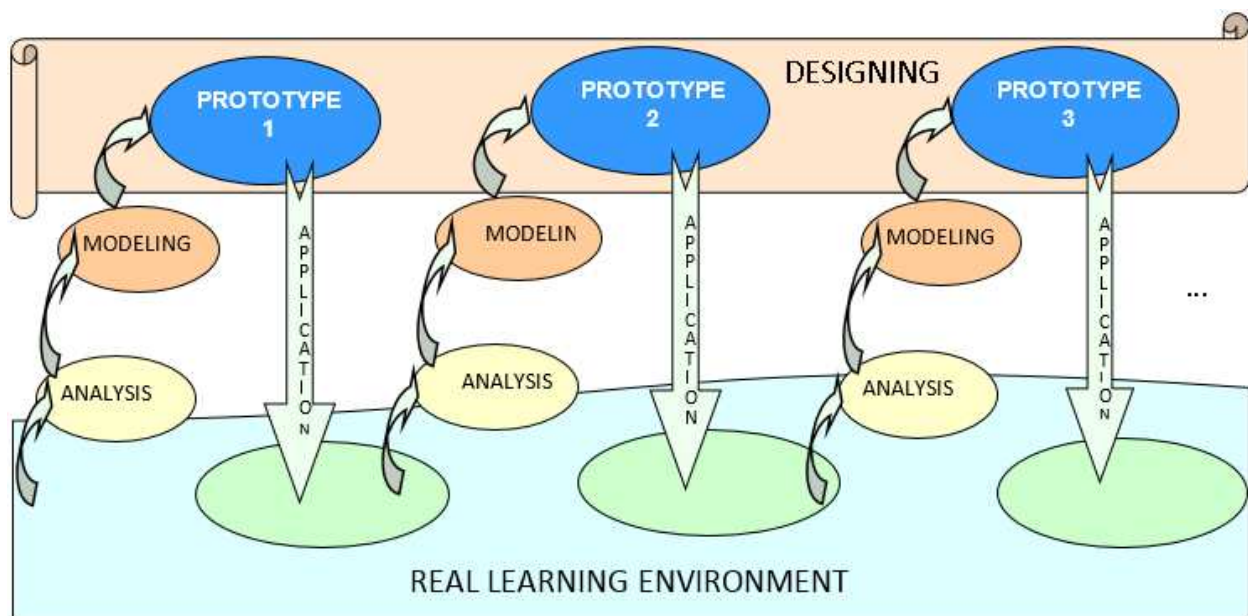 DESIGNING
PROTOTYPE
1
PROTOTYPE
2
PROTOTYPE
3
MODELING
MODELIN
MODELING
APPLICATION
APPLICATION
APPLICATION
...
ANALYSIS
ANALYSIS
ANALYSIS
REAL LEARNING ENVIRONMENT